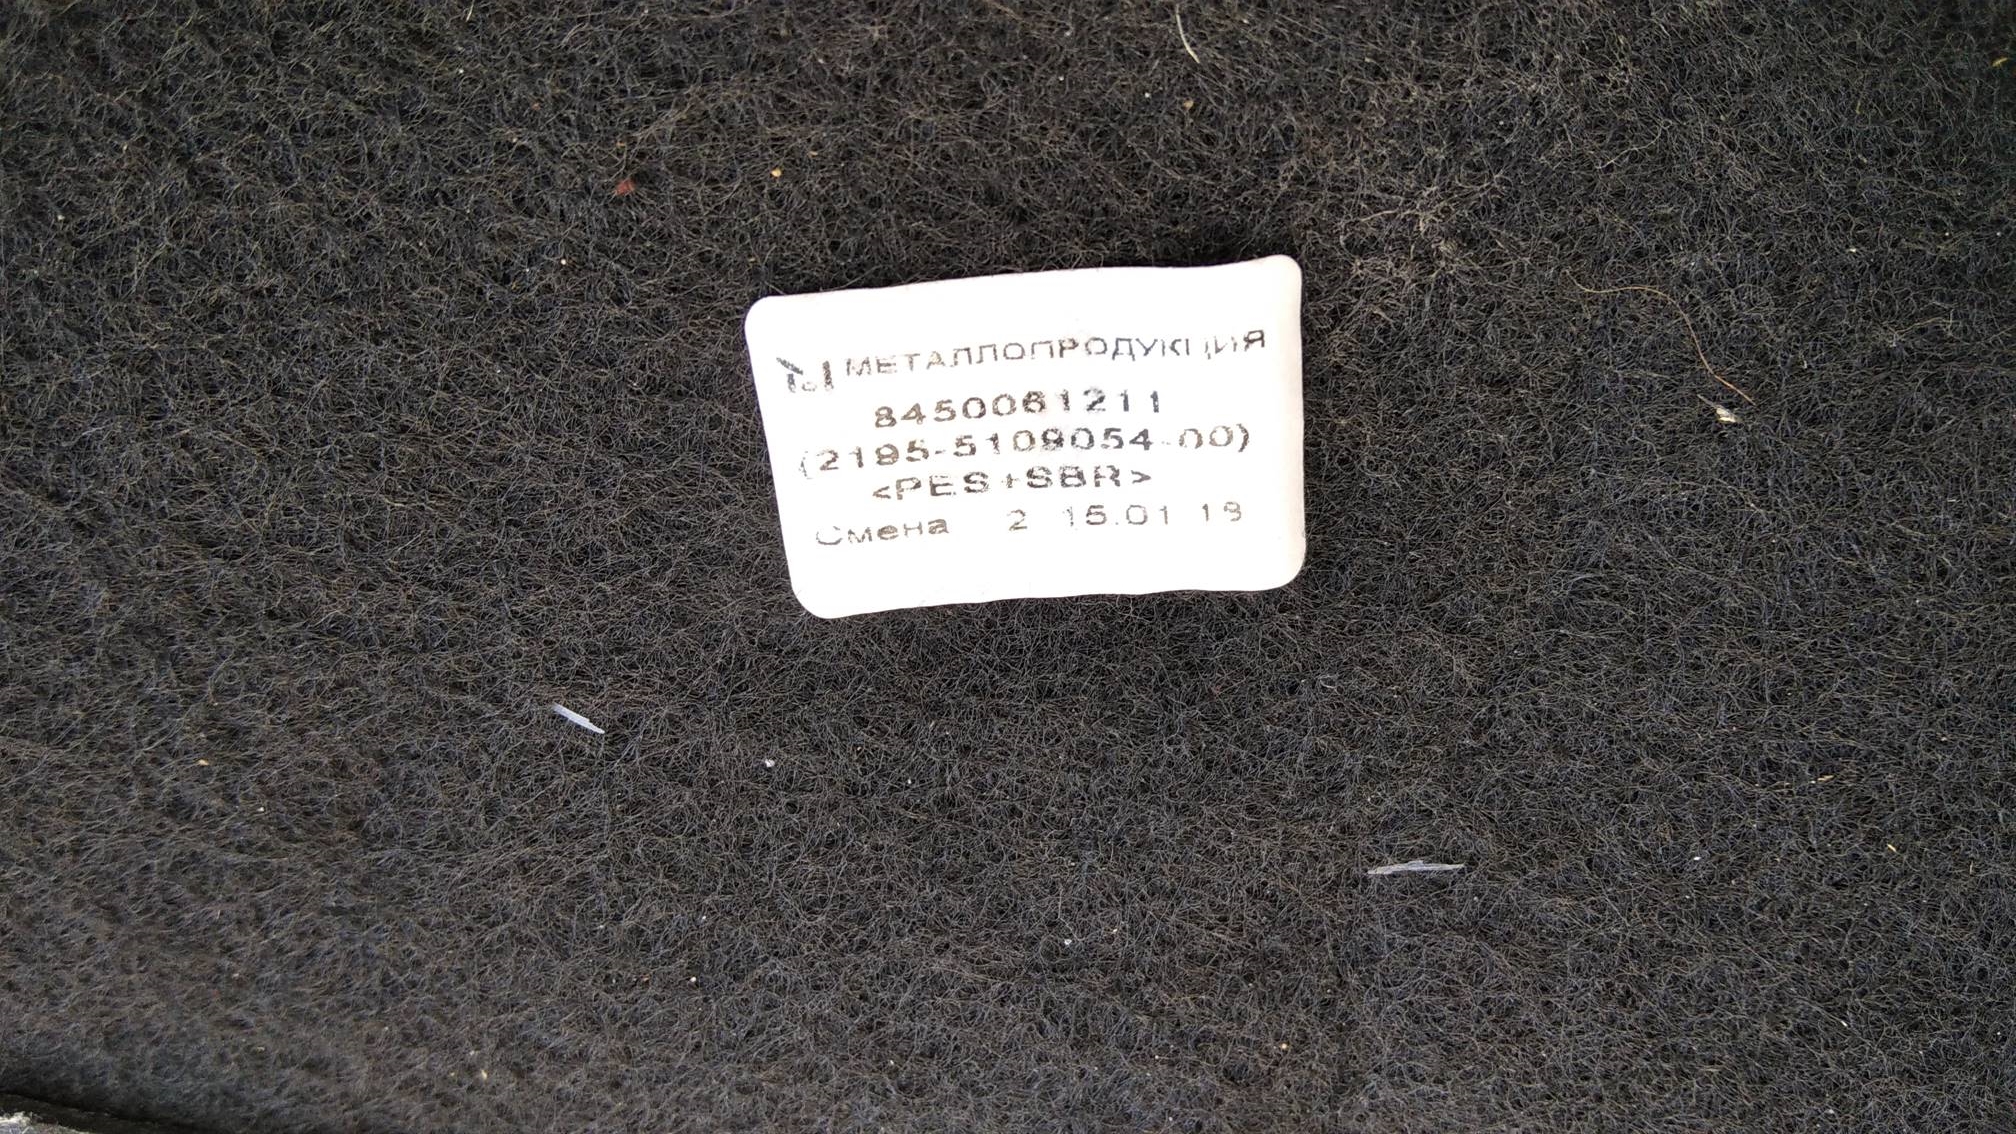 МЕТАЛЛОПРОДУКЦИЯ
8450061211
(2195-5109054-00)
<PES+SBR>
Смена 2 15.01 19